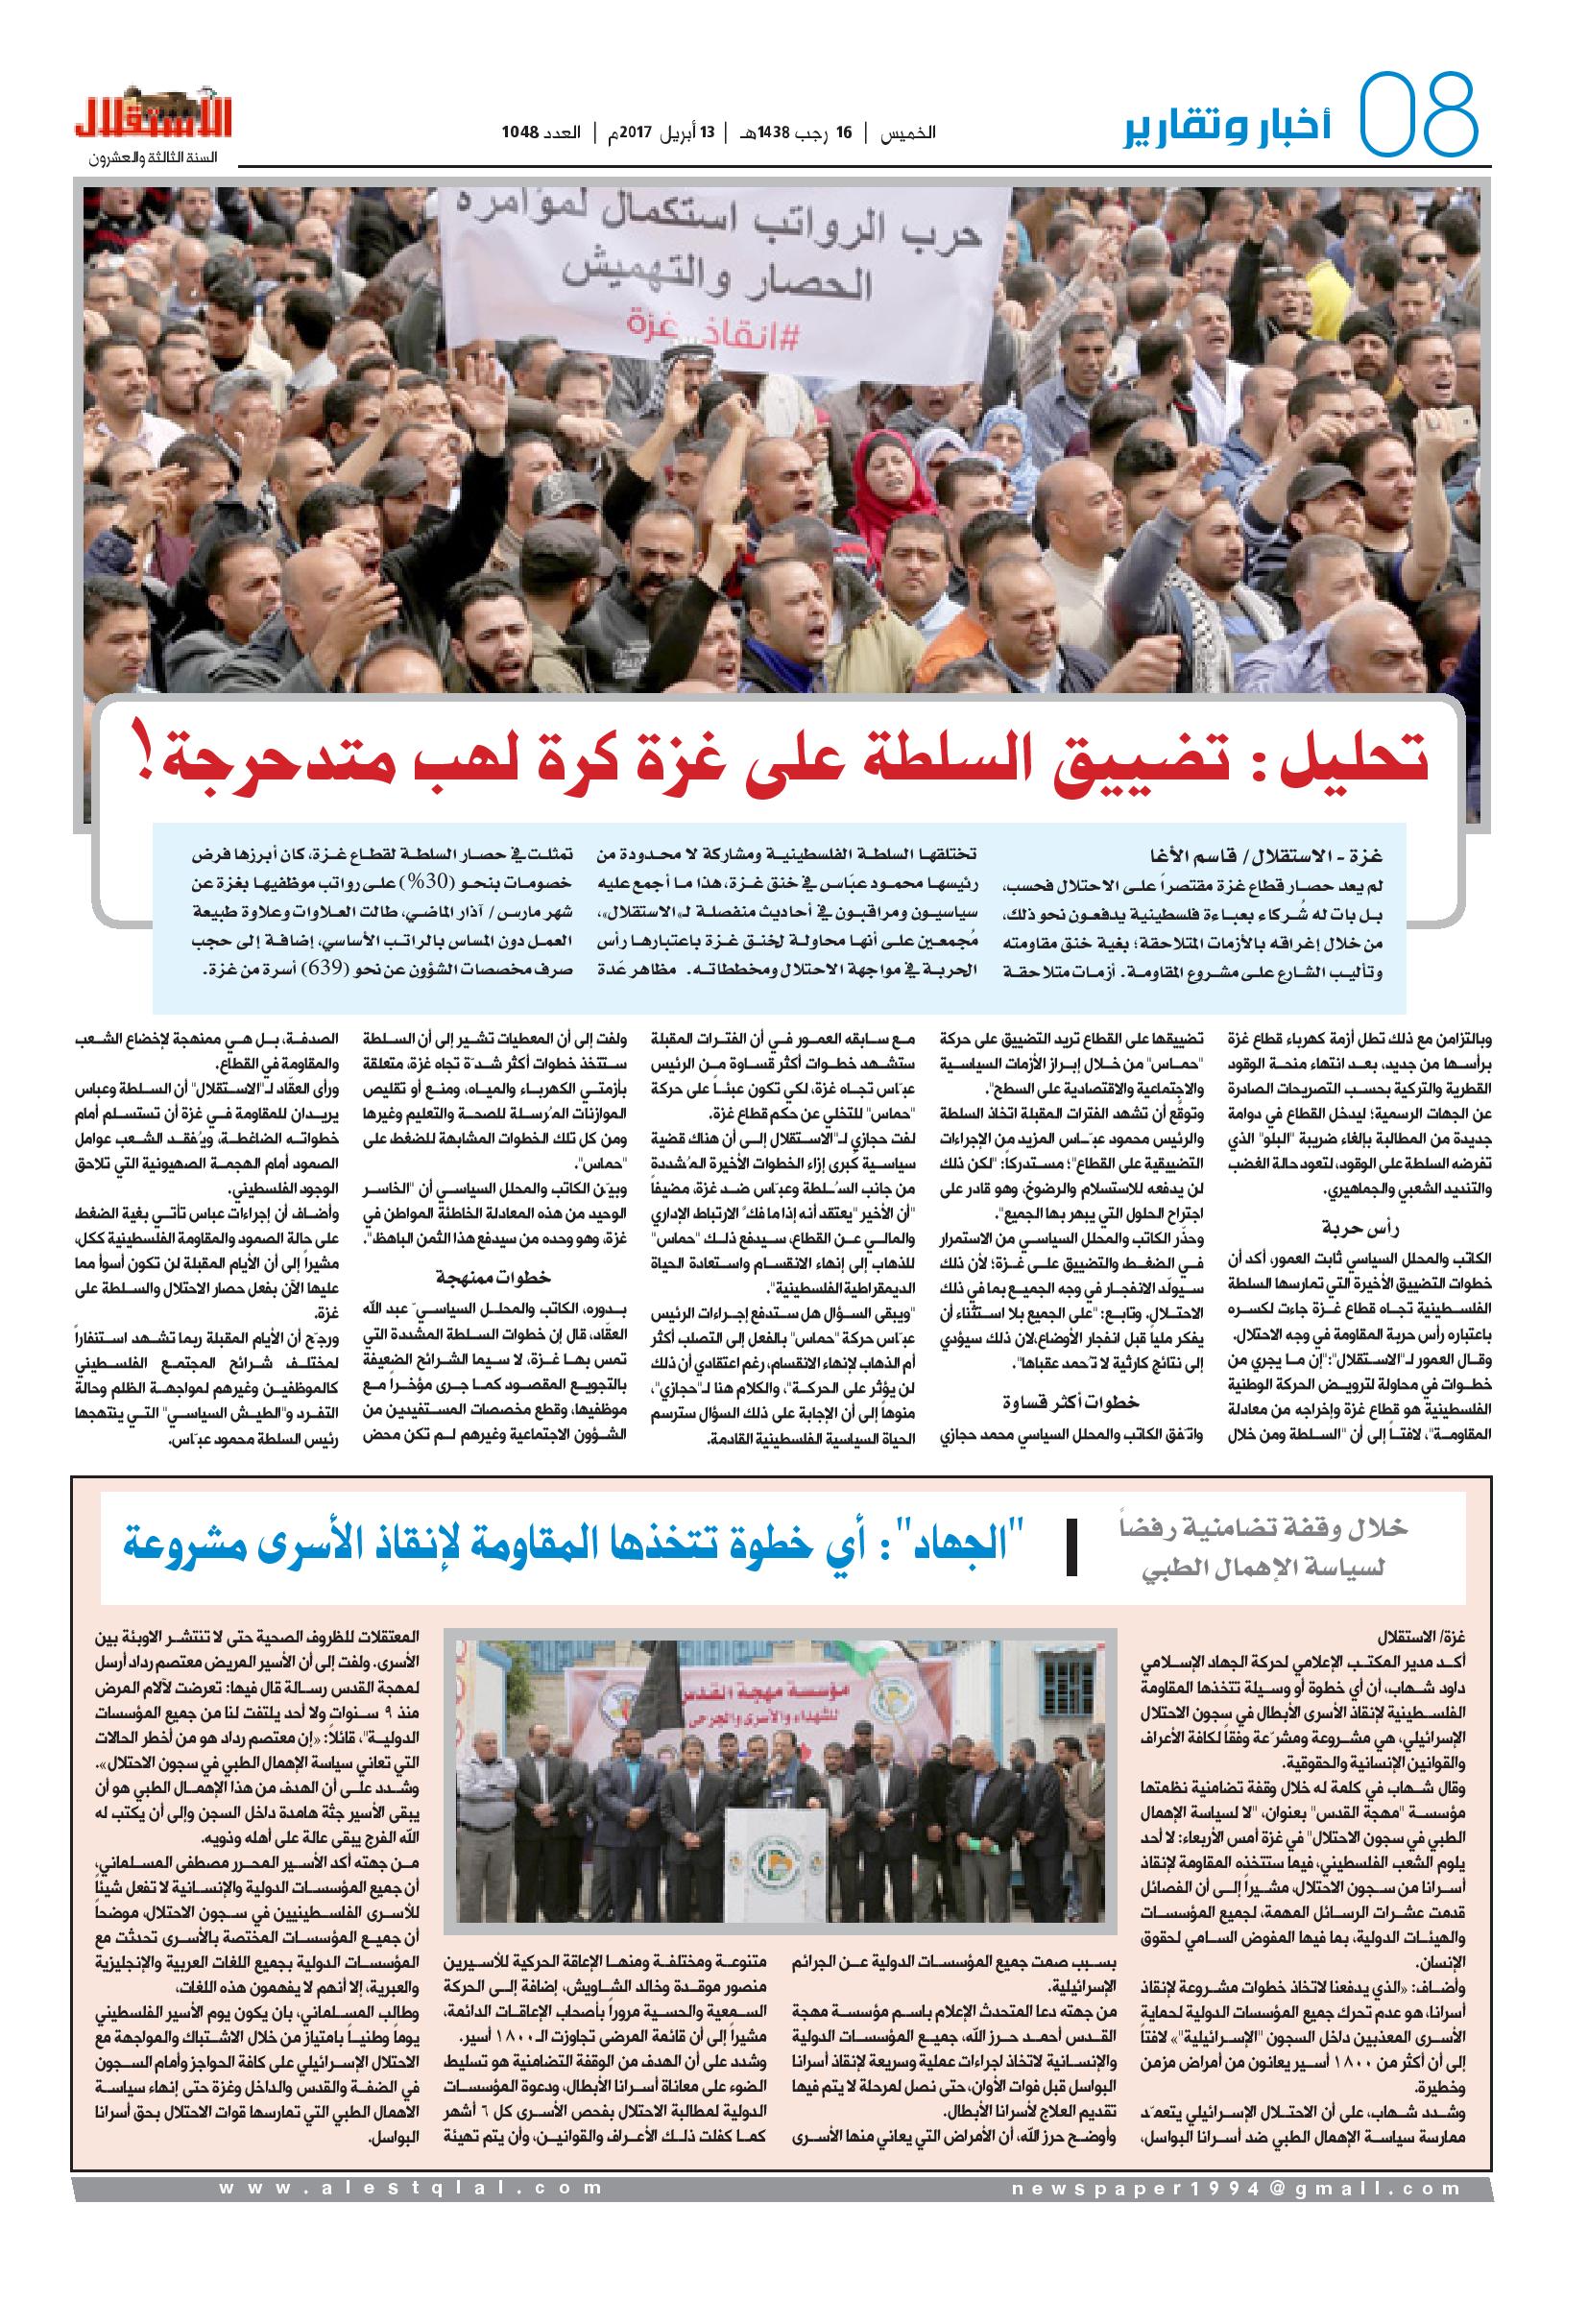 08
أخبار وتقارير
الخميس | 16 رجب 1438هـ | 13 أبريل 2017م | العدد 1048
الاستقلال
السنة الثالثة والعشرون
حرب الرواتب استكمال لمؤامرة
الحصار والتهميش
#انقاذ_غزة
تحليل: تضييق السلطة على غزة كرة لهب متدحرجة!
غزة - الاستقلال/ قاسم الأغا
لم يعد حصار قطاع غزة مقتصراً على الاحتلال فحسب،
بل بات له شُركاء بعباءة فلسطينية يدفعون نحو ذلك،
من خلال إغراقه بالأزمات المتلاحقة؛ بغية خنق مقاومته
وتأليب الشارع على مشروع المقاومة. أزمات متلاحقة
تختلقها السلطة الفلسطينية ومشاركة لا محدودة من
رئيسها محمود عبّاس في خنق غزة، هذا ما أجمع عليه
سياسيون ومراقبون في أحاديث منفصلة لـ«الاستقلال»،
مُجمعين على أنها محاولة لخنق غزة باعتبارها رأس
الحربة في مواجهة الاحتلال ومخططاته. مظاهر عَدة
تمثلت في حصار السلطة لقطاع غزة، كان أبرزها فرض
خصومات بنحو (30%) على رواتب موظفيها بغزة عن
شهر مارس/ آذار الماضي، طالت العلاوات وعلاوة طبيعة
العمل دون المساس بالراتب الأساسي، إضافة إلى حجب
صرف مخصصات الشؤون عن نحو (639) أسرة من غزة.
وبالتزامن مع ذلك تطل أزمة كهرباء قطاع غزة
برأسها من جديد، بعد انتهاء منحة الوقود
القطرية والتركية بحسب التصريحات الصادرة
عن الجهات الرسمية؛ ليدخل القطاع في دوامة
جديدة من المطالبة بإلغاء ضريبة "البلو" الذي
تفرضه السلطة على الوقود، لتعود حالة الغضب
والتنديد الشعبي والجماهيري.
رأس حربة
الكاتب والمحلل السياسي ثابت العمور، أكد أن
خطوات التضييق الأخيرة التي تمارسها السلطة
الفلسطينية تجاه قطاع غزة جاءت لكسره
باعتباره رأس حربة المقاومة في وجه الاحتلال.
وقال العمور لـ"الاستقلال":"إن ما يجري من
خطوات في محاولة لترويض الحركة الوطنية
الفلسطينية هو قطاع غزة وإخراجه من معادلة
المقاومة"، لافتاً إلى أن "السلطة ومن خلال
تضييقها على القطاع تريد التضييق على حركة
"حماس" من خلال إبراز الأزمات السياسية
والاجتماعية والاقتصادية على السطح".
وتوقّع أن تشهد الفترات المقبلة اتخاذ السلطة
والرئيس محمود عبّاس المزيد من الإجراءات
التضييقية على القطاع"؛ مستدركاً: "لكن ذلك
لن يدفعه للاستسلام والرضوخ، وهو قادر على
اجتراح الحلول التي يبهر بها الجميع".
وحذّر الكاتب والمحلل السياسي من الاستمرار
في الضغط والتضييق على غزة؛ لأن ذلك
سيولّد الانفجار في وجه الجميع بما في ذلك
الاحتلال. وتابع: "على الجميع بلا استثناء أن
يفكر ملياً قبل انفجار الأوضاع،لان ذلك سيؤدي
إلى نتائج كارثية لا تُحمد عقباها".
خطوات أكثر قساوة
واتّفق الكاتب والمحلل السياسي محمد حجازي
مع سابقه العمور في أن الفترات المقبلة
ستشهد خطوات أكثر قساوة من الرئيس
عبّاس تجاه غزة، لكي تكون عبئاً على حركة
"حماس" للتخلي عن حكم قطاع غزة.
لفت حجازي لـ"الاستقلال إلى أن هناك قضية
سياسية كبرى إزاء الخطوات الأخيرة المُشددة
من جانب السُلطة وعبّاس ضد غزة، مضيفاً
"أن الأخير "يعتقد أنه إذا ما فكّ الارتباط الإداري
والمالي عن القطاع، سيدفع ذلك "حماس"
للذهاب إلى إنهاء الانقسام واستعادة الحياة
الديمقراطية الفلسطينية".
"ويبقى السؤال هل ستدفع إجراءات الرئيس
عبّاس حركة "حماس" بالفعل إلى التصلب أكثر
أم الذهاب لإنهاء الانقسام، رغم اعتقادي أن ذلك
لن يؤثر على الحركة"، والكلام هنا لـ"حجازي"،
منوهاً إلى أن الإجابة على ذلك السؤال سترسم
الحياة السياسية الفلسطينية القادمة.
ولفت إلى أن المعطيات تشير إلى أن السلطة
ستتخذ خطوات أكثر شدّة تجاه غزة، متعلقة
بأزمتي الكهرباء والمياه، ومنع أو تقليص
الموازنات المُرسلة للصحة والتعليم وغيرها
ومن كل تلك الخطوات المشابهة للضغط على
"حماس".
وبيّن الكاتب والمحلل السياسي أن "الخاسر
الوحيد من هذه المعادلة الخاطئة المواطن في
غزة، وهو وحده من سيدفع هذا الثمن الباهظ".
خطوات ممنهجة
بدوره، الكاتب والمحلل السياسيّ عبد الله
العقّاد، قال إن خطوات السلطة المشددة التي
تمس بها غزة، لا سيما الشرائح الضعيفة
بالتجويع المقصود كما جرى مؤخراً مع
موظفيها، وقطع مخصصات المستفيدين من
الشؤون الاجتماعية وغيرهم لم تكن محض
الصدفة، بل هي ممنهجة لإخضاع الشعب
والمقاومة في القطاع.
ورأى العقاد لـ"الاستقلال" أن السلطة وعباس
يريدان للمقاومة في غزة أن تستسلم أمام
خطواته الضاغطة، ويُفقد الشعب عوامل
الصمود أمام الهجمة الصهيونية التي تلاحق
الوجود الفلسطيني.
وأضاف أن إجراءات عباس تأتي بغية الضغط
على حالة الصمود والمقاومة الفلسطينية ككل،
مشيراً إلى أن الأيام المقبلة لن تكون أسوأ مما
عليها الآن بفعل حصار الاحتلال والسلطة على
غزة.
ورجّح أن الأيام المقبلة ربما تشهد استنفاراً
لمختلف شرائح المجتمع الفلسطيني
كالموظفين وغيرهم لمواجهة الظلم وحالة
التفرد و"الطيش السياسي" التي ينتهجها
رئيس السلطة محمود عبّاس.
خلال وقفة تضامنية رفضاً
لسياسة الإهمال الطبي
"الجهاد": أي خطوة تتخذها المقاومة لإنقاذ الأسرى مشروعة
غزة/ الاستقلال
أكد مدير المكتب الإعلامي لحركة الجهاد الإسلامي
داود شهاب، أن أي خطوة أو وسيلة تتخذها المقاومة
الفلسطينية لإنقاذ الأسرى الأبطال في سجون الاحتلال
الإسرائيلي، هي مشروعة ومشرّعة وفقاً لكافة الأعراف
والقوانين الإنسانية والحقوقية.
وقال شهاب في كلمة له خلال وقفة تضامنية نظمتها
مؤسسة "مهجة القدس" بعنوان، "لا لسياسة الإهمال
الطبي في سجون الاحتلال" في غزة أمس الأربعاء: لا أحد
يلوم الشعب الفلسطيني، فيما ستتخذه المقاومة لإنقاذ
أسرانا من سجون الاحتلال، مشيراً إلى أن الفصائل
قدمت عشرات الرسائل المهمة، لجميع المؤسسات
والهيئات الدولية، بما فيها المفوض السامي لحقوق
الإنسان.
وأضاف: «الذي يدفعنا لاتخاذ خطوات مشروعة لإنقاذ
أسرانا، هو عدم تحرك جميع المؤسسات الدولية لحماية
الأسرى المعذبين داخل السجون "الإسرائيلية"» لافتاً
إلى أن أكثر من ١٨٠٠ أسير يعانون من أمراض مزمن
وخطيرة.
وشدد شهاب، على أن الاحتلال الإسرائيلي يتعمّد
ممارسة سياسة الإهمال الطبي ضد أسرانا البواسل،
مؤسسة مهجة القدس
للشهداء والأسرى والجرحى
بسبب صمت جميع المؤسسات الدولية عن الجرائم
الإسرائيلية.
من جهته دعا المتحدث الإعلام باسم مؤسسة مهجة
القدس أحمد حرز الله، جميع المؤسسات الدولية
والإنسانية لاتخاذ اجراءات عملية وسريعة لإنقاذ أسرانا
البواسل قبل فوات الأوان، حتى نصل لمرحلة لا يتم فيها
تقديم العلاج لأسرانا الأبطال.
وأوضح حرز الله، أن الأمراض التي يعاني منها الأسرى
متنوعة ومختلفة ومنها الإعاقة الحركية للأسيرين
منصور موقدة وخالد الشاويش، إضافة إلى الحركة
السمعية والحسية مروراً بأصحاب الإعاقات الدائمة،
مشيراً إلى أن قائمة المرضى تجاوزت الـ١٨٠٠ أسير.
وشدد على أن الهدف من الوقفة التضامنية هو تسليط
الضوء على معاناة أسرانا الأبطال، ودعوة المؤسسات
الدولية لمطالبة الاحتلال بفحص الأسرى كل ٦ أشهر
كما كفلت ذلك الأعراف والقوانين، وأن يتم تهيئة
المعتقلات للظروف الصحية حتى لا تنتشر الاوبئة بين
الأسرى. ولفت إلى أن الأسير المريض معتصم رداد أرسل
لمهجة القدس رسالة قال فيها: تعرضت لآلام المرض
منذ ٩ سنوات ولا أحد يلتفت لنا من جميع المؤسسات
الدولية"، قائلاً: «إن معتصم رداد هو من أخطر الحالات
التي تعاني سياسة الإهمال الطبي في سجون الاحتلال».
وشدد على أن الهدف من هذا الإهمال الطبي هو أن
يبقى الأسير جثة هامدة داخل السجن وإلى أن يكتب له
الله الفرج يبقى عالة على أهله وذويه.
من جهته أكد الأسير المحرر مصطفى المسلماني،
أن جميع المؤسسات الدولية والإنسانية لا تفعل شيئاً
للأسرى الفلسطينيين في سجون الاحتلال، موضحاً
أن جميع المؤسسات المختصة بالأسرى تحدثت مع
المؤسسات الدولية بجميع اللغات العربية والإنجليزية
والعبرية، إلا أنهم لا يفهمون هذه اللغات،
وطالب المسلماني، بان يكون يوم الأسير الفلسطيني
يوماً وطنياً بامتياز من خلال الاشتباك والمواجهة مع
الاحتلال الإسرائيلي على كافة الحواجز وأمام السجون
في الضفة والقدس والداخل وغزة حتى إنهاء سياسة
الاهمال الطبي التي تمارسها قوات الاحتلال بحق أسرانا
البواسل.
www.alestqlal.com
newspaper1994@gmail.com